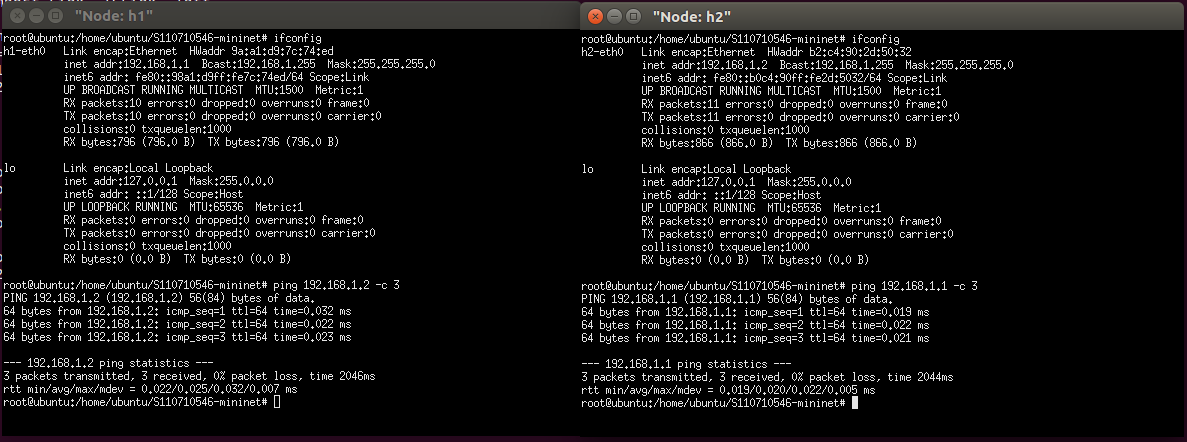 "Node: h1"
root@ubuntu:/home/ubuntu/S110710546-mininet# ifconfig
h1-eth0 Link encap:Ethernet HWaddr 9a:a1:d9:7c:74:ed
inet addr:192.168.1.1 Bcast:192.168.1.255 Mask:255.255.255.0
inet6 addr: fe80::98a1:d9ff:fe7c:74ed/64 Scope:Link
UP BROADCAST RUNNING MULTICAST MTU:1500 Metric:1
RX packets:10 errors:0 dropped:0 overruns:0 frame:0
TX packets:10 errors:0 dropped:0 overruns:0 carrier:0
collisions:0 txqueuelen:1000
RX bytes:796 (796.0 B) TX bytes:796 (796.0 B)
lo Link encap:Local Loopback
inet addr:127.0.0.1 Mask:255.0.0.0
inet6 addr: ::1/128 Scope:Host
UP LOOPBACK RUNNING MTU:65536 Metric:1
RX packets:0 errors:0 dropped:0 overruns:0 frame:0
TX packets:0 errors:0 dropped:0 overruns:0 carrier:0
collisions:0 txqueuelen:1000
RX bytes:0 (0.0 B) TX bytes:0 (0.0 B)
root@ubuntu:/home/ubuntu/S110710546-mininet# ping 192.168.1.2 -c 3
PING 192.168.1.2 (192.168.1.2) 56(84) bytes of data.
64 bytes from 192.168.1.2: icmp_seq=1 ttl=64 time=0.032 ms
64 bytes from 192.168.1.2: icmp_seq=2 ttl=64 time=0.022 ms
64 bytes from 192.168.1.2: icmp_seq=3 ttl=64 time=0.023 ms
--- 192.168.1.2 ping statistics ---
3 packets transmitted, 3 received, 0% packet loss, time 2046ms
rtt min/avg/max/mdev = 0.022/0.025/0.032/0.007 ms
root@ubuntu:/home/ubuntu/S110710546-mininet#
"Node: h2"
root@ubuntu:/home/ubuntu/S110710546-mininet# ifconfig
h2-eth0 Link encap:Ethernet HWaddr b2:c4:90:2d:50:32
inet addr:192.168.1.2 Bcast:192.168.1.255 Mask:255.255.255.0
inet6 addr: fe80::b0c4:90ff:fe2d:5032/64 Scope:Link
UP BROADCAST RUNNING MULTICAST MTU:1500 Metric:1
RX packets:11 errors:0 dropped:0 overruns:0 frame:0
TX packets:11 errors:0 dropped:0 overruns:0 carrier:0
collisions:0 txqueuelen:1000
RX bytes:866 (866.0 B) TX bytes:866 (866.0 B)
lo Link encap:Local Loopback
inet addr:127.0.0.1 Mask:255.0.0.0
inet6 addr: ::1/128 Scope:Host
UP LOOPBACK RUNNING MTU:65536 Metric:1
RX packets:0 errors:0 dropped:0 overruns:0 frame:0
TX packets:0 errors:0 dropped:0 overruns:0 carrier:0
collisions:0 txqueuelen:1000
RX bytes:0 (0.0 B) TX bytes:0 (0.0 B)
root@ubuntu:/home/ubuntu/S110710546-mininet# ping 192.168.1.1 -c 3
PING 192.168.1.1 (192.168.1.1) 56(84) bytes of data.
64 bytes from 192.168.1.1: icmp_seq=1 ttl=64 time=0.019 ms
64 bytes from 192.168.1.1: icmp_seq=2 ttl=64 time=0.022 ms
64 bytes from 192.168.1.1: icmp_seq=3 ttl=64 time=0.021 ms
--- 192.168.1.1 ping statistics ---
3 packets transmitted, 3 received, 0% packet loss, time 2044ms
rtt min/avg/max/mdev = 0.019/0.020/0.022/0.005 ms
root@ubuntu:/home/ubuntu/S110710546-mininet#